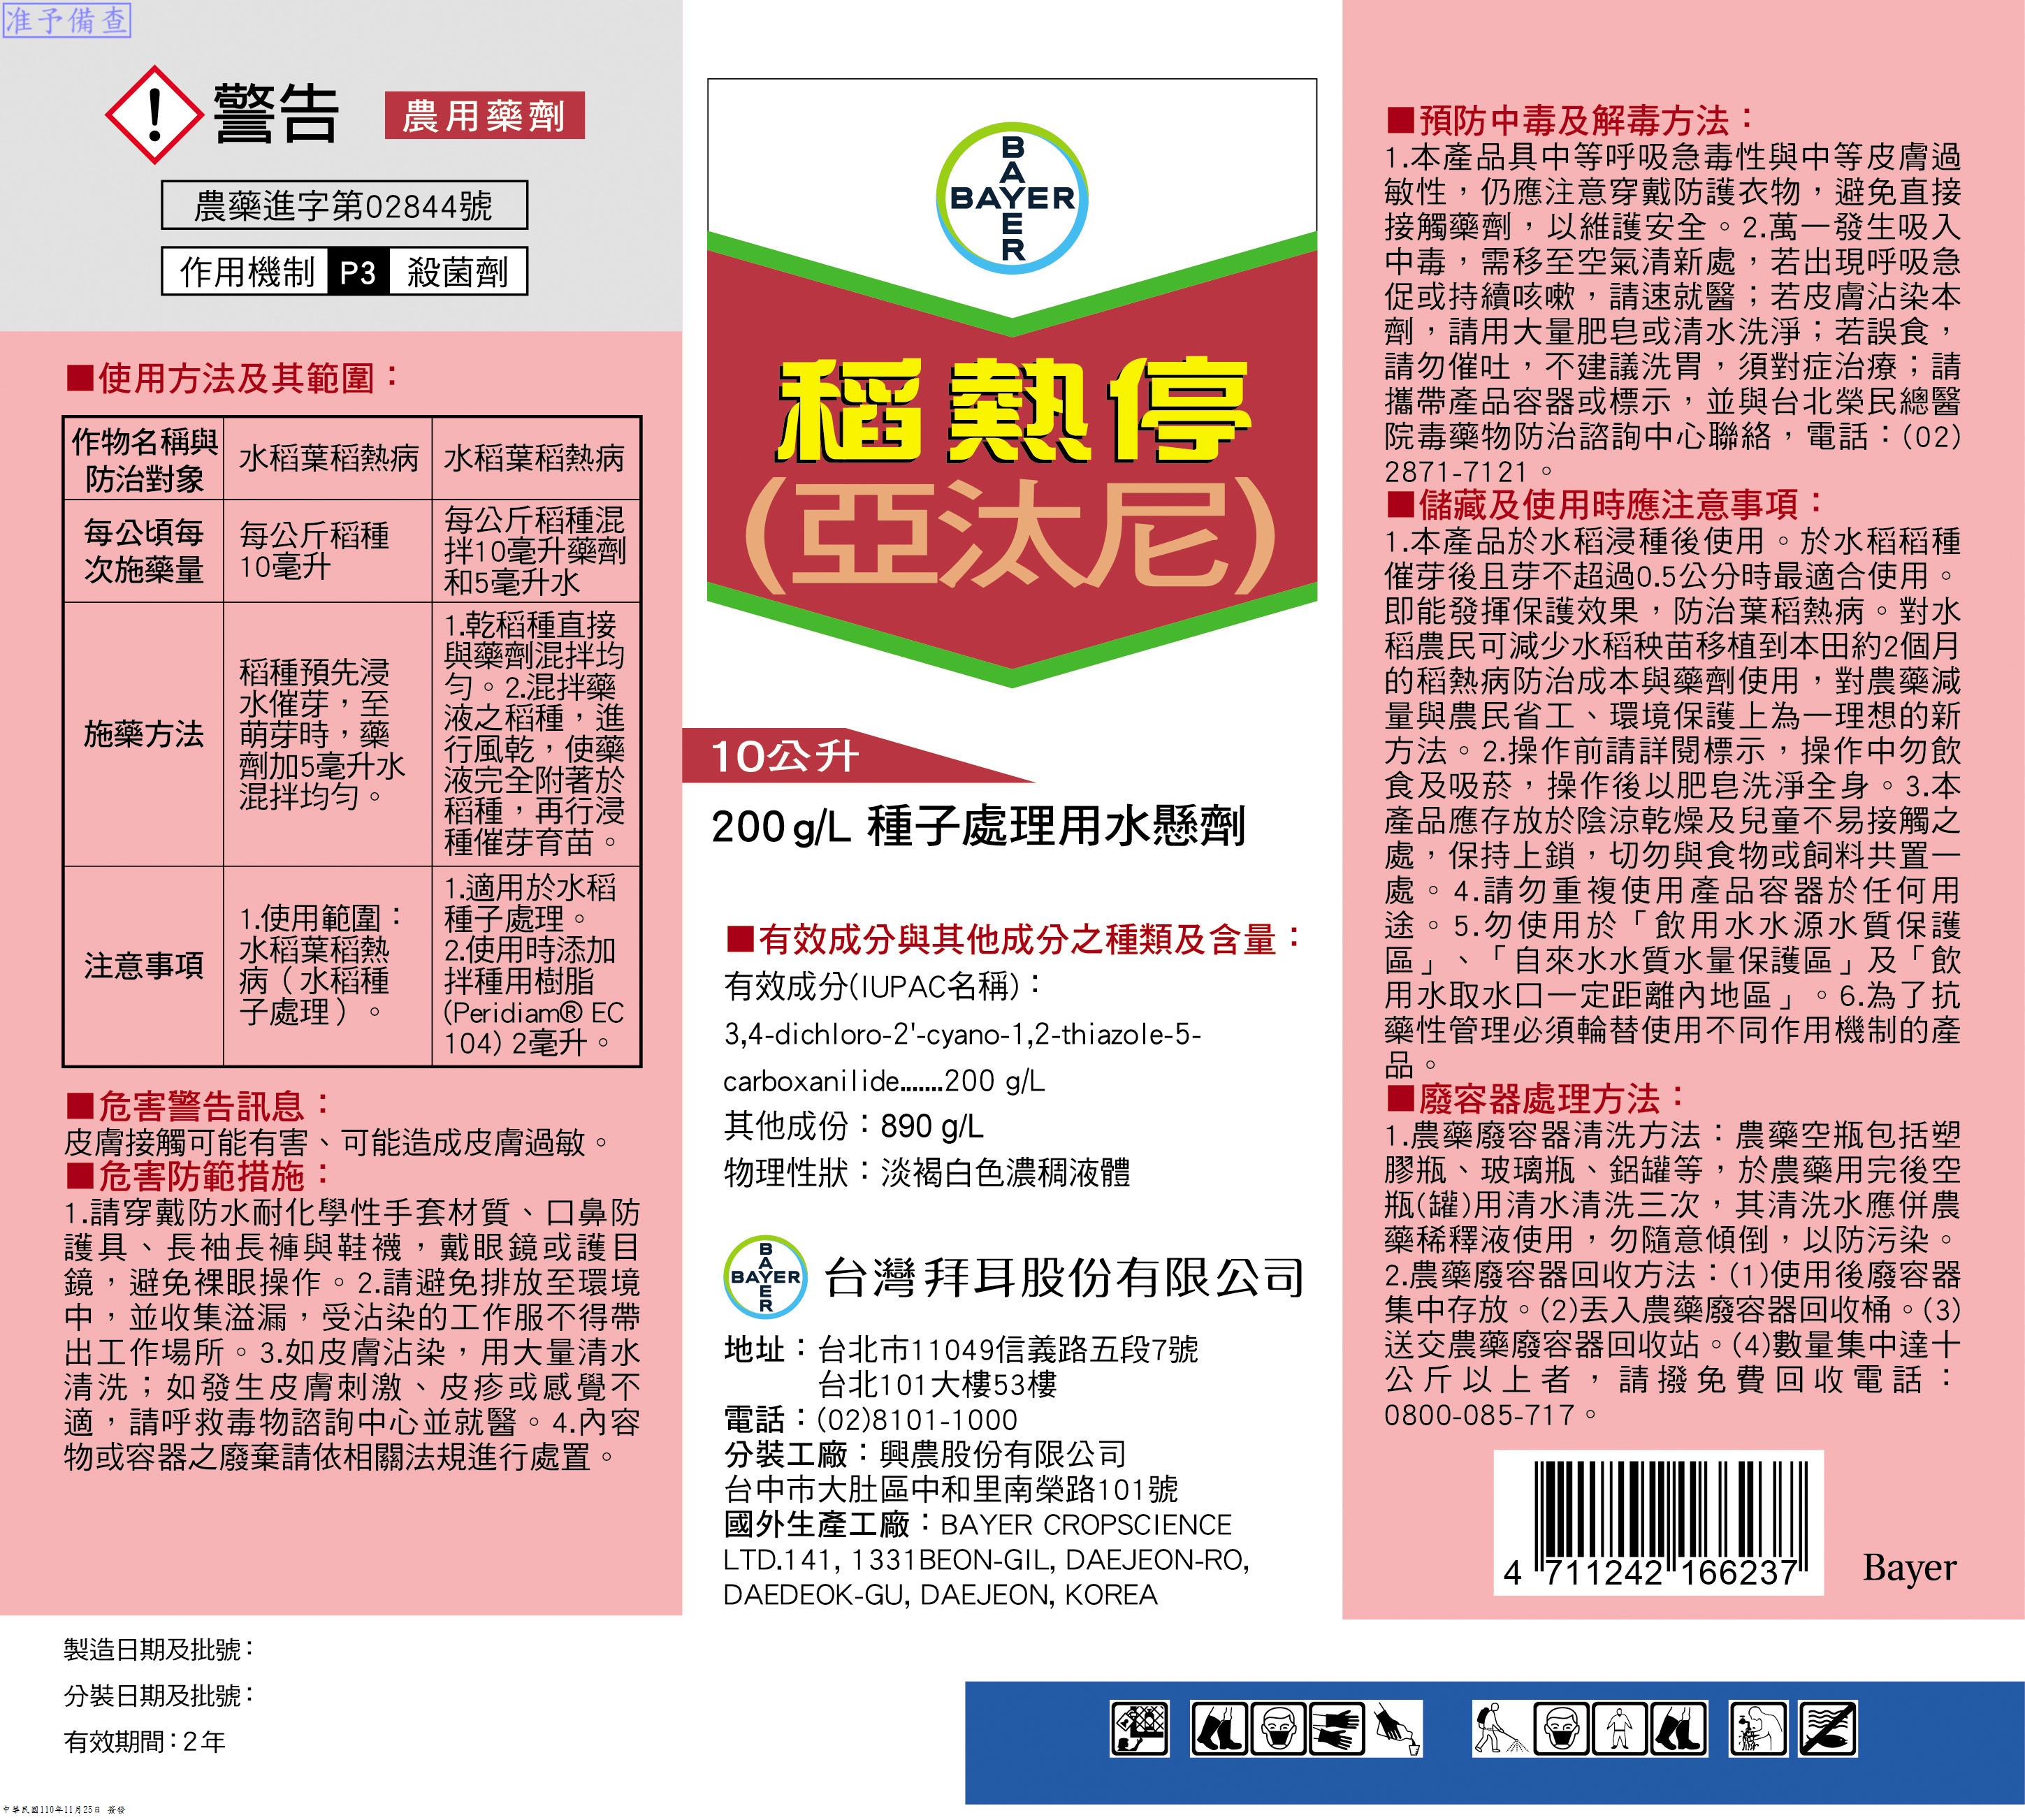 准予備查
警告
農用藥劑
農藥進字第02844號
作用機制 P3 殺菌劑
■使用方法及其範圍：
作物名稱與
防治對象
水稻葉稻熱病
水稻葉稻熱病
每公頃每
次施藥量
每公斤稻種
10毫升
每公斤稻種混
拌10毫升藥劑
和5毫升水
施藥方法
稻種預先浸
水催芽，至
萌芽時，藥
劑加5毫升水
混拌均勻。
1.乾稻種直接
與藥劑混拌均
勻。2.混拌藥
液之稻種，進
行風乾，使藥
液完全附著於
稻種，再行浸
種催芽育苗。
注意事項
1.使用範圍：
水稻葉稻熱
病（水稻種
子處理）。
1.適用於水稻
種子處理。
2.使用時添加
拌種用樹脂
(Peridiam® EC
104) 2毫升。
■危害警告訊息：
皮膚接觸可能有害、可能造成皮膚過敏。
■危害防範措施：
1.請穿戴防水耐化學性手套材質、口鼻防
護具、長袖長褲與鞋襪，戴眼鏡或護目
鏡，避免裸眼操作。2.請避免排放至環境
中，並收集溢漏，受沾染的工作服不得帶
出工作場所。3.如皮膚沾染，用大量清水
清洗；如發生皮膚刺激、皮疹或感覺不
適，請呼救毒物諮詢中心並就醫。4.內容
物或容器之廢棄請依相關法規進行處置。
製造日期及批號：
分裝日期及批號：
有效期間：2年
中華民國110年11月25日 簽發
BAYER
BAYER
稻熱停
(亞汰尼)
10公升
200 g/L 種子處理用水懸劑
■有效成分與其他成分之種類及含量：
有效成分(IUPAC名稱)：
3,4-dichloro-2'-cyano-1,2-thiazole-5-
carboxanilide.......200 g/L
其他成份：890 g/L
物理性狀：淡褐白色濃稠液體
BAYER
BAYER
台灣拜耳股份有限公司
地址：台北市11049信義路五段7號
台北101大樓53樓
電話：(02)8101-1000
分裝工廠：興農股份有限公司
台中市大肚區中和里南榮路101號
國外生產工廠：BAYER CROPSCIENCE
LTD.141, 1331BEON-GIL, DAEJEON-RO,
DAEDEOK-GU, DAEJEON, KOREA
■預防中毒及解毒方法：
1.本產品具中等呼吸急毒性與中等皮膚過
敏性，仍應注意穿戴防護衣物，避免直接
接觸藥劑，以維護安全。2.萬一發生吸入
中毒，需移至空氣清新處，若出現呼吸急
促或持續咳嗽，請速就醫；若皮膚沾染本
劑，請用大量肥皂或清水洗淨；若誤食，
請勿催吐，不建議洗胃，須對症治療；請
攜帶產品容器或標示，並與台北榮民總醫
院毒藥物防治諮詢中心聯絡，電話：(02)
2871-7121。
■儲藏及使用時應注意事項：
1.本產品於水稻浸種後使用。於水稻稻種
催芽後且芽不超過0.5公分時最適合使用。
即能發揮保護效果，防治葉稻熱病。對水
稻農民可減少水稻秧苗移植到本田約2個月
的稻熱病防治成本與藥劑使用，對農藥減
量與農民省工、環境保護上為一理想的新
方法。2.操作前請詳閱標示，操作中勿飲
食及吸菸，操作後以肥皂洗淨全身。3.本
產品應存放於陰涼乾燥及兒童不易接觸之
處，保持上鎖，切勿與食物或飼料共置一
處。4.請勿重複使用產品容器於任何用
途。5.勿使用於「飲用水水源水質保護
區」、「自來水水質水量保護區」及「飲
用水取水口一定距離內地區」。6.為了抗
藥性管理必須輪替使用不同作用機制的產
品。
■廢容器處理方法：
1.農藥廢容器清洗方法：農藥空瓶包括塑
膠瓶、玻璃瓶、鋁罐等，於農藥用完後空
瓶(罐)用清水清洗三次，其清洗水應併農
藥稀釋液使用，勿隨意傾倒，以防污染。
2.農藥廢容器回收方法：(1)使用後廢容器
集中存放。(2)丟入農藥廢容器回收桶。(3)
送交農藥廢容器回收站。(4)數量集中達十
公斤以上者，請撥免費回收電話：
0800-085-717。
4 711242 166237
Bayer